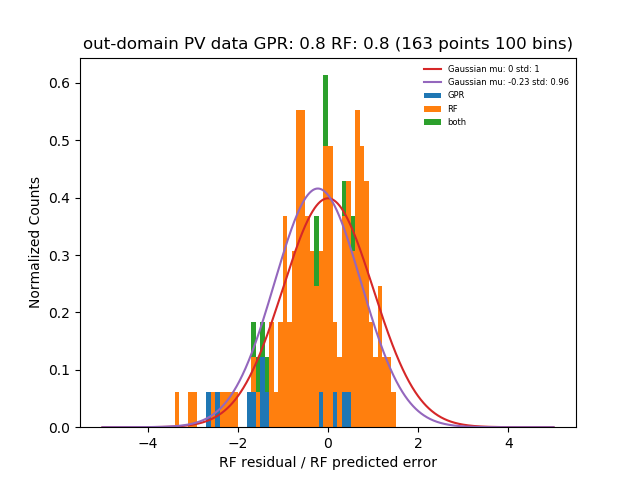 out-domain PV data GPR: 0.8 RF: 0.8 (163 points 100 bins)
Gaussian mu: 0 std: 1
Gaussian mu: -0.23 std: 0.96
GPR
RF
both
Normalized Counts
0.6
0.5
0.4
0.3
0.2
0.1
0.0
−4 −2 0 2 4
RF residual / RF predicted error